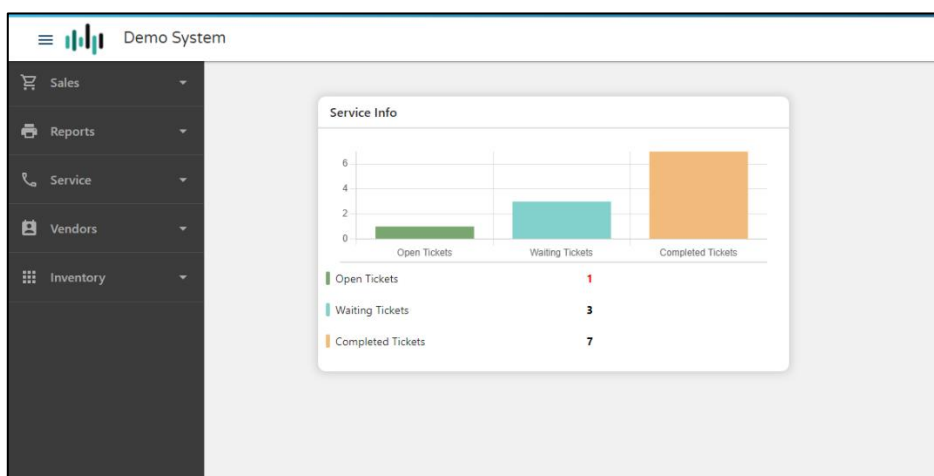 Demo System
Sales
Reports
Service
Vendors
Inventory
Service Info
6
4
2
0
Open Tickets Waiting Tickets Completed Tickets
Open Tickets 1
Waiting Tickets 3
Completed Tickets 7